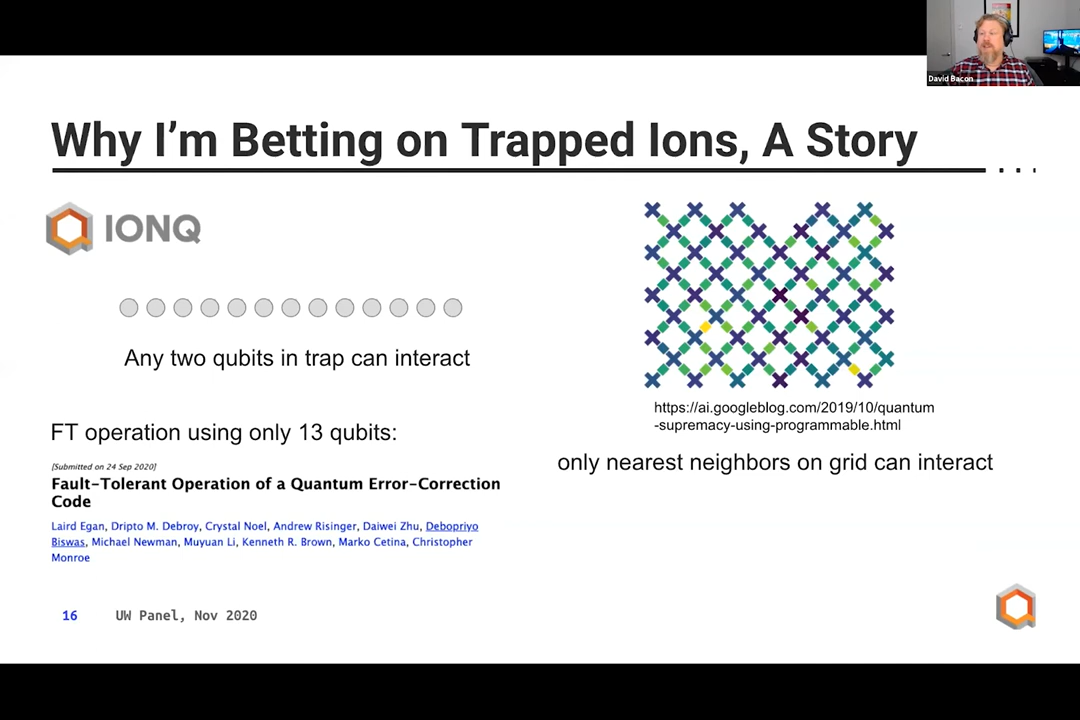 David Bacon
Why I'm Betting on Trapped Ions, A Story
IONQ
Any two qubits in trap can interact
FT operation using only 13 qubits:
[Submitted on 24 Sep 2020]
Fault-Tolerant Operation of a Quantum Error-Correction
Code
Laird Egan, Dripto M. Debroy, Crystal Noel, Andrew Risinger, Daiwei Zhu, Debopriyo
Biswas, Michael Newman, Muyuan Li, Kenneth R. Brown, Marko Cetina, Christopher
Monroe
https://ai.googleblog.com/2019/10/quantum
-supremacy-using-programmable.html
only nearest neighbors on grid can interact
16 UW Panel, Nov 2020